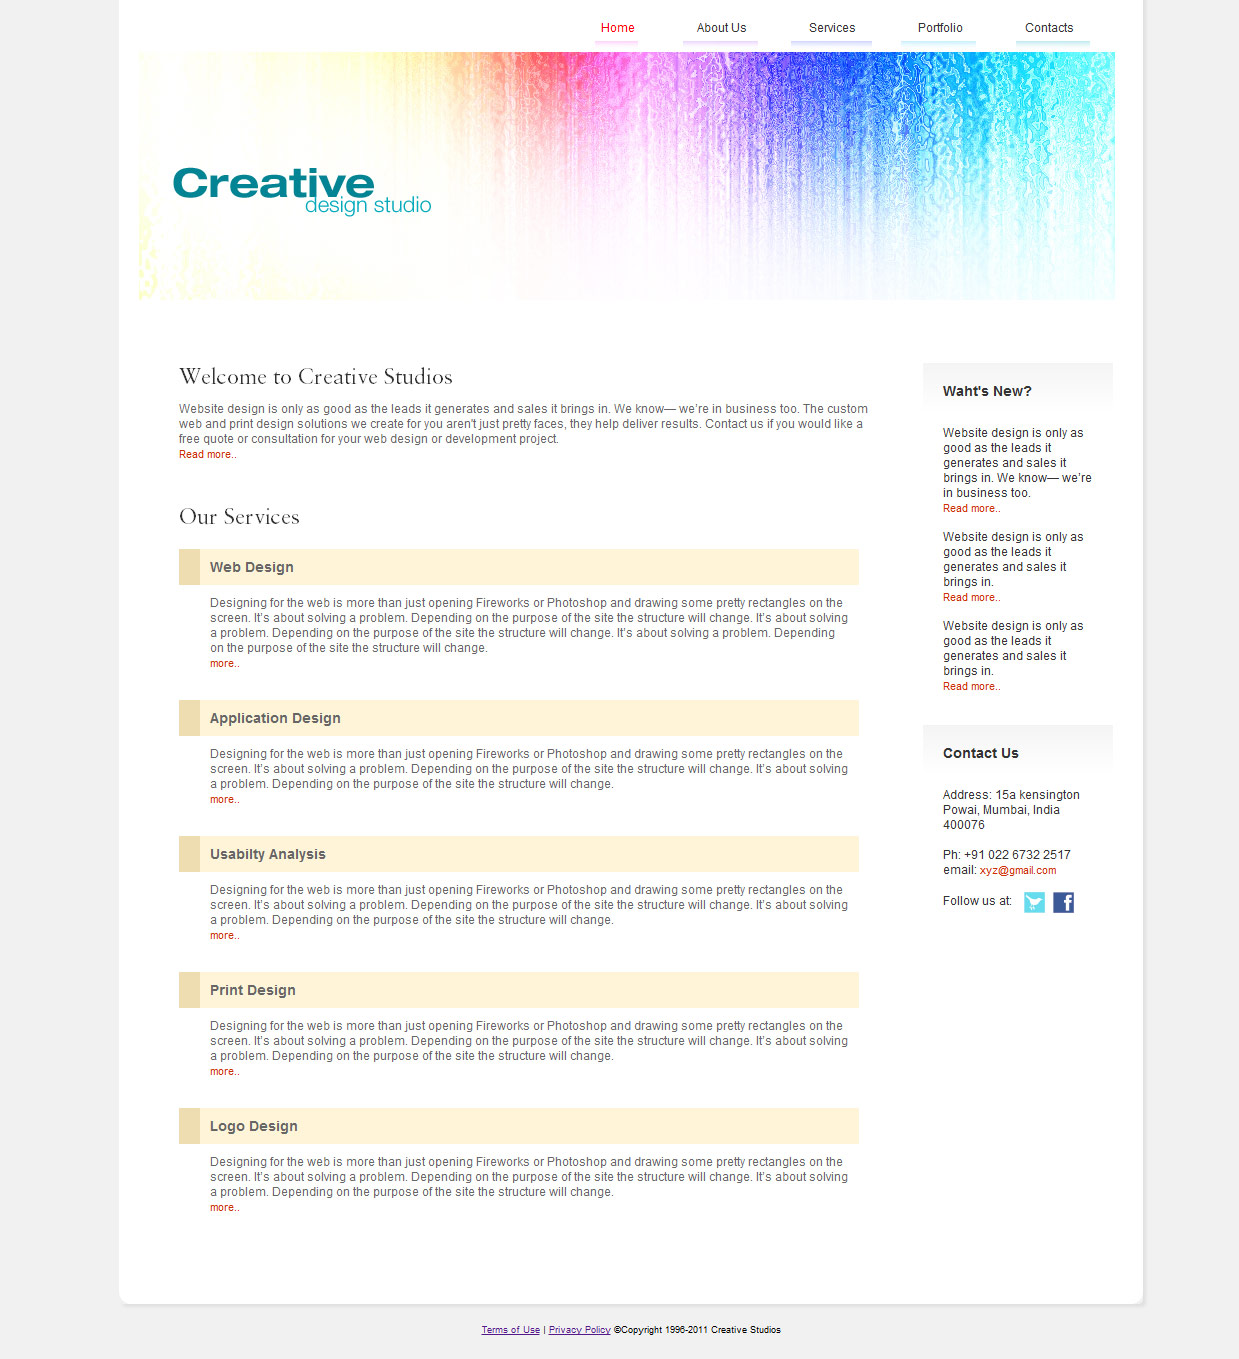 Home About Us Services Portfolio Contacts
Creative
design studio
Welcome to Creative Studios
Website design is only as good as the leads it generates and sales it brings in. We know— we're in business too. The custom
web and print design solutions we create for you aren't just pretty faces, they help deliver results. Contact us if you would like a
free quote or consultation for your web design or development project.
Read more..
Our Services
Web Design
Designing for the web is more than just opening Fireworks or Photoshop and drawing some pretty rectangles on the
screen. It's about solving a problem. Depending on the purpose of the site the structure will change. It's about solving
a problem. Depending on the purpose of the site the structure will change. It's about solving a problem. Depending
on the purpose of the site the structure will change.
more..
Application Design
Designing for the web is more than just opening Fireworks or Photoshop and drawing some pretty rectangles on the
screen. It's about solving a problem. Depending on the purpose of the site the structure will change. It's about solving
a problem. Depending on the purpose of the site the structure will change.
more..
Usabilty Analysis
Designing for the web is more than just opening Fireworks or Photoshop and drawing some pretty rectangles on the
screen. It's about solving a problem. Depending on the purpose of the site the structure will change. It's about solving
a problem. Depending on the purpose of the site the structure will change.
more..
Print Design
Designing for the web is more than just opening Fireworks or Photoshop and drawing some pretty rectangles on the
screen. It's about solving a problem. Depending on the purpose of the site the structure will change. It's about solving
a problem. Depending on the purpose of the site the structure will change.
more..
Logo Design
Designing for the web is more than just opening Fireworks or Photoshop and drawing some pretty rectangles on the
screen. It's about solving a problem. Depending on the purpose of the site the structure will change. It's about solving
a problem. Depending on the purpose of the site the structure will change.
more..
Waht's New?
Website design is only as
good as the leads it
generates and sales it
brings in. We know— we're
in business too.
Read more..
Website design is only as
good as the leads it
generates and sales it
brings in.
Read more..
Website design is only as
good as the leads it
generates and sales it
brings in.
Read more..
Contact Us
Address: 15a kensington
Powai, Mumbai, India
400076
Ph: +91 022 6732 2517
email: xyz@gmail.com
Follow us at: f
Terms of Use | Privacy Policy ©Copyright 1996-2011 Creative Studios